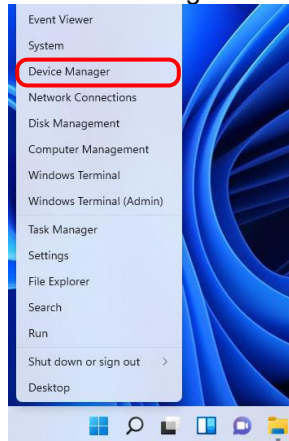 Event Viewer
System
Device Manager
Network Connections
Disk Management
Computer Management
Windows Terminal
Windows Terminal (Admin)
Task Manager
Settings
File Explorer
Search
Run
Shut down or sign out >
Desktop